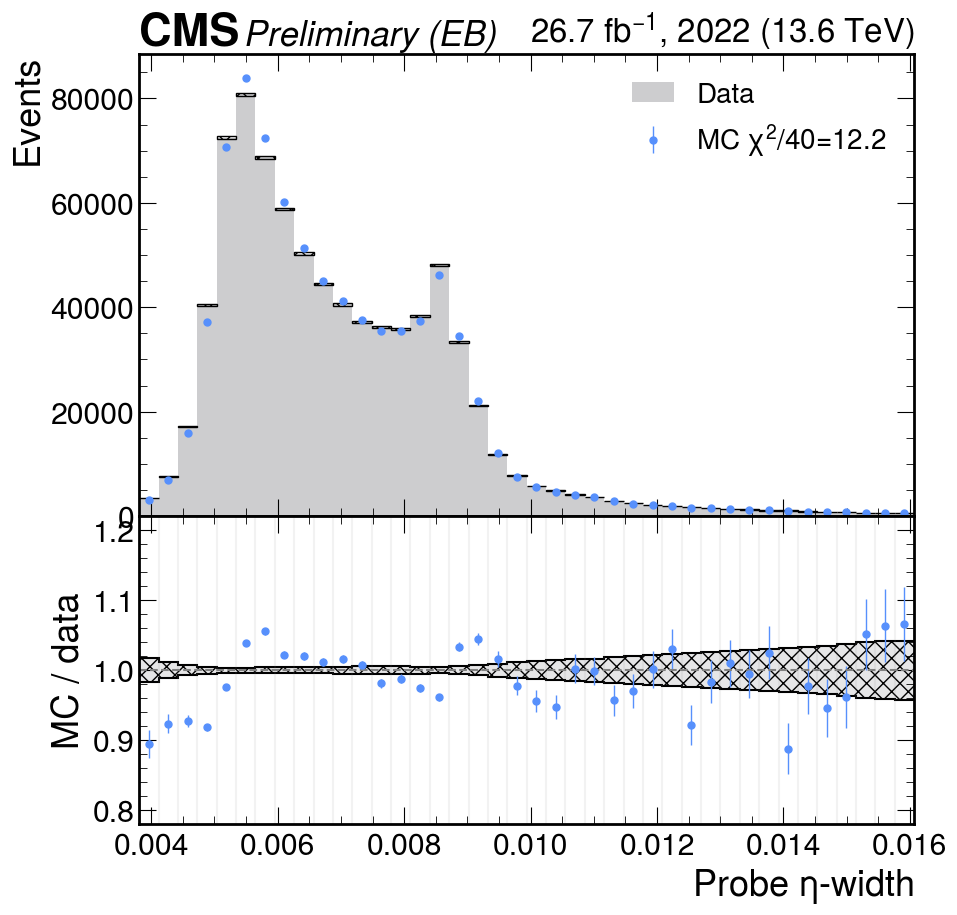 CMS Preliminary (EB) 26.7 fb⁻¹, 2022 (13.6 TeV)
Events
80000
60000
40000
20000
0
Data
MC χ²/40=12.2
MC / data
1.2
1.1
1.0
0.9
0.8
0.004 0.006 0.008 0.010 0.012 0.014 0.016
Probe η-width